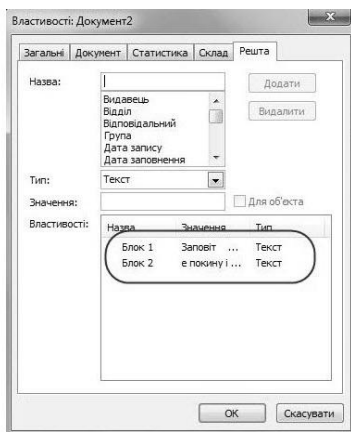 Властивості: Документ2
Загальні Документ Статистика Склад Решта
Назва:
Додати
Видавець
Відділ
Відповідальний
Група
Дата запису
Дата заповнення
Видалити
Тип: Текст
Значення: Для об'єкта
Властивості: Назва Значення Тип
Блок 1 Заповіт ... Текст
Блок 2 е покину і ... Текст
ОК Скасувати